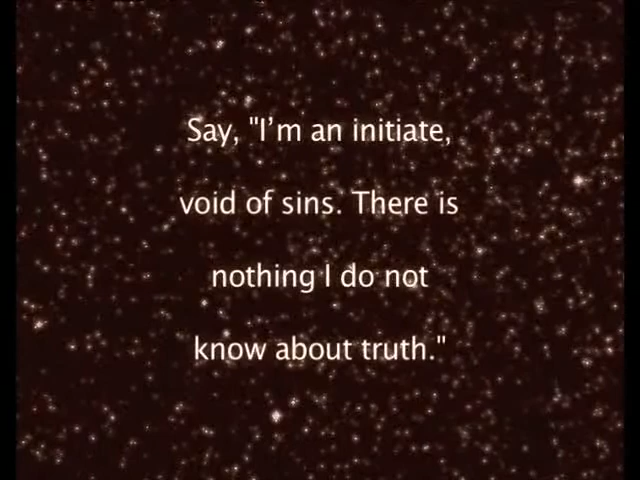 Say, "I’m an initiate,
void of sins. There is
nothing I do not
know about truth."